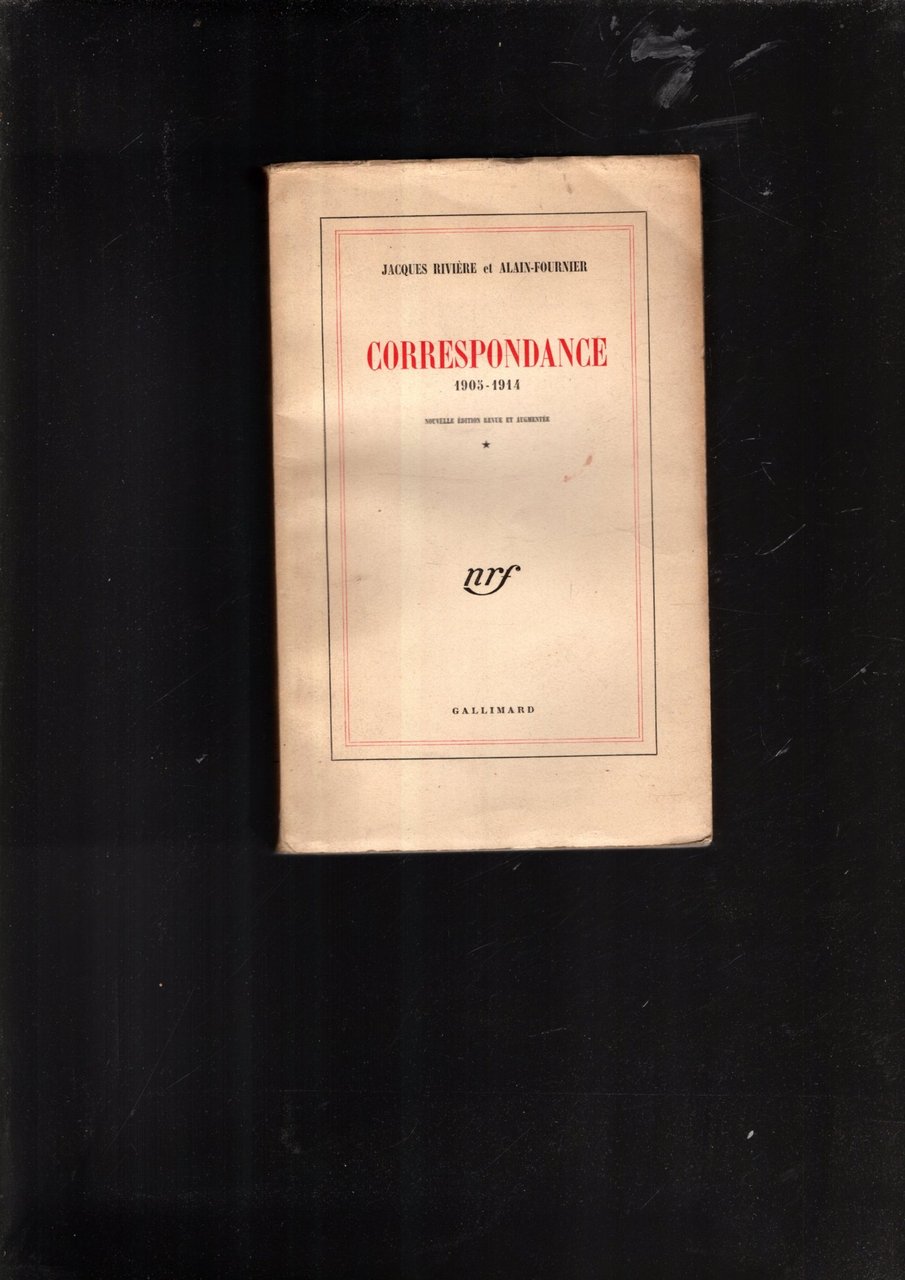 JACQUES RIVIÈRE et ALAIN-FOURNIER
CORRESPONDANCE
1905-1914
NOUVELLE ÉDITION REVUE ET AUGMENTÉE
★
nrf
GALLIMARD